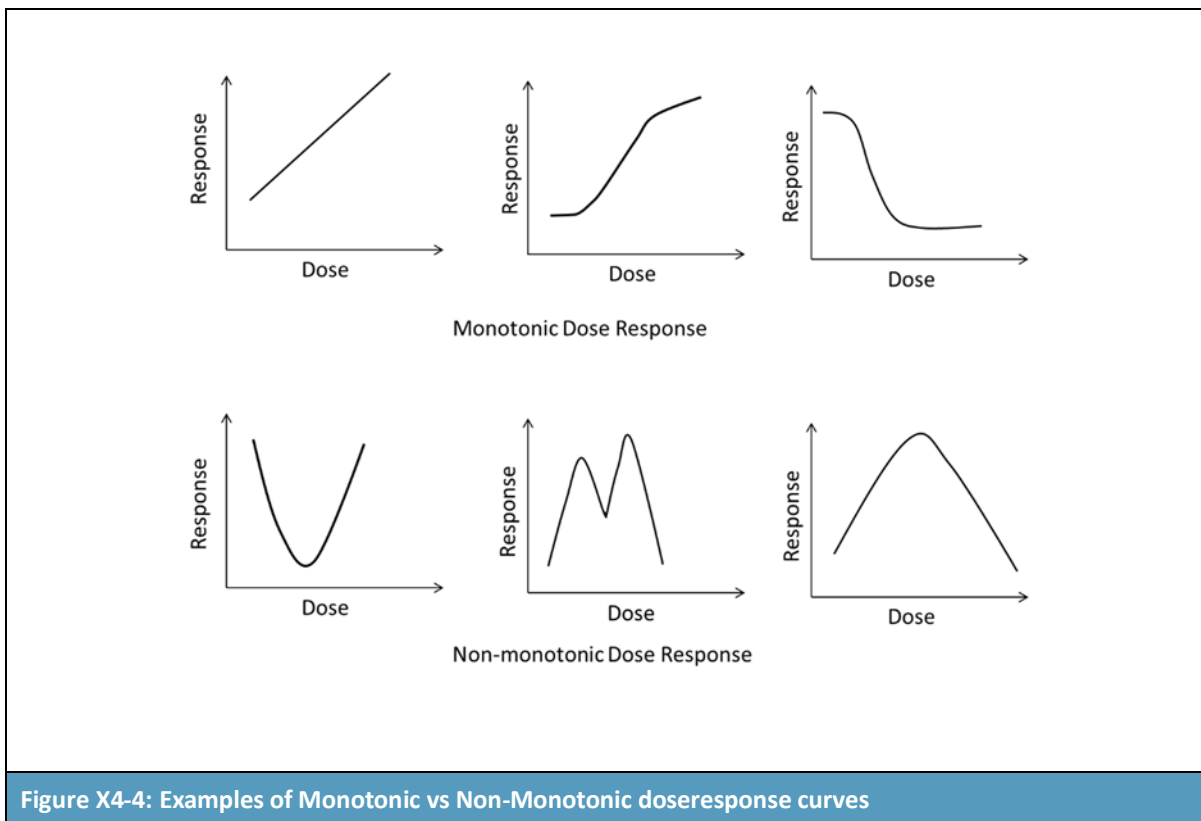 Response
Dose
Response
Dose
Response
Dose
Monotonic Dose Response
Response
Dose
Response
Dose
Response
Dose
Non-monotonic Dose Response
Figure X4-4: Examples of Monotonic vs Non-Monotonic doseresponse curves